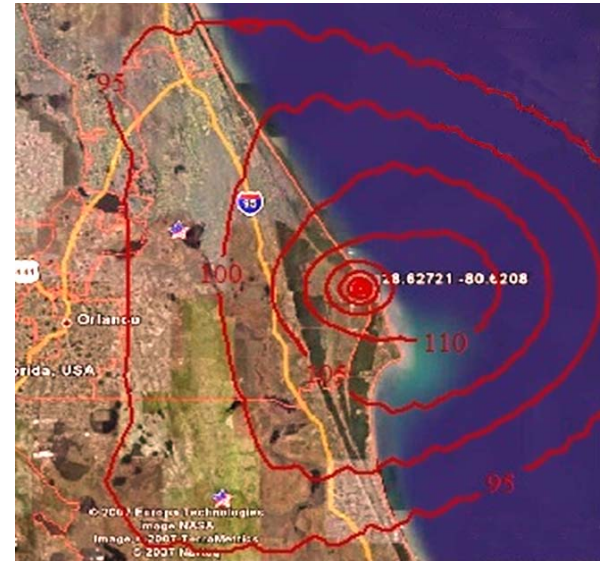 95
95
100
28.62721 -80.6208
441
Orlando
110
rida, USA
105
95
© 2007 Europa Technologies
Image NASA
Image © 2007 TerraMetrics
© 2007 NavTeq